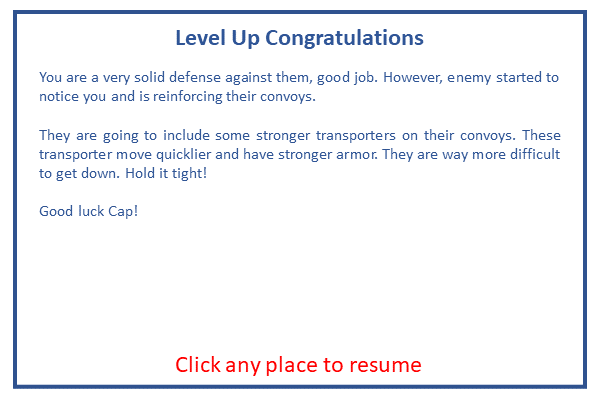 Level Up Congratulations
You are a very solid defense against them, good job. However, enemy started to
notice you and is reinforcing their convoys.
They are going to include some stronger transporters on their convoys. These
transporter move quicklier and have stronger armor. They are way more difficult
to get down. Hold it tight!
Good luck Cap!
Click any place to resume